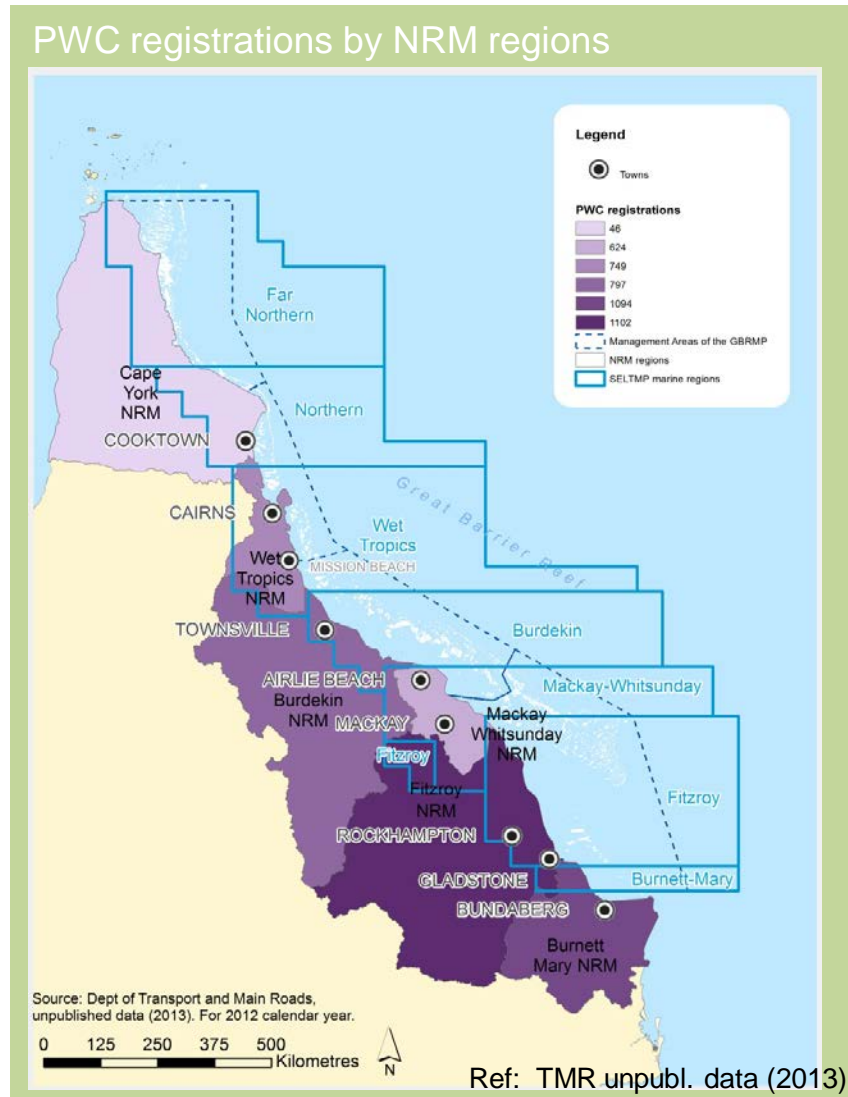 PWC registrations by NRM regions
Legend
Towns
PWC registrations
46
624
749
797
1094
1102
Management Areas of the GBRMP
NRM regions
SELTMP marine regions
Far
Northern
Cape
York
NRM
Northern
COOKTOWN
Great Barrier Reef
CAIRNS
Wet
Tropics
Wet
Tropics
NRM
MISSION BEACH
TOWNSVILLE
Burdekin
AIRLIE BEACH
Mackay-Whitsunday
Burdekin
NRM
MACKAY
Mackay
Whitsunday
NRM
Fitzroy
Fitzroy
NRM
Fitzroy
ROCKHAMPTON
GLADSTONE
Burnett-Mary
BUNDABERG
Burnett
Mary NRM
Source: Dept of Transport and Main Roads,
unpublished data (2013). For 2012 calendar year.
0 125 250 375 500
Kilometres
N
Ref: TMR unpubl. data (2013)